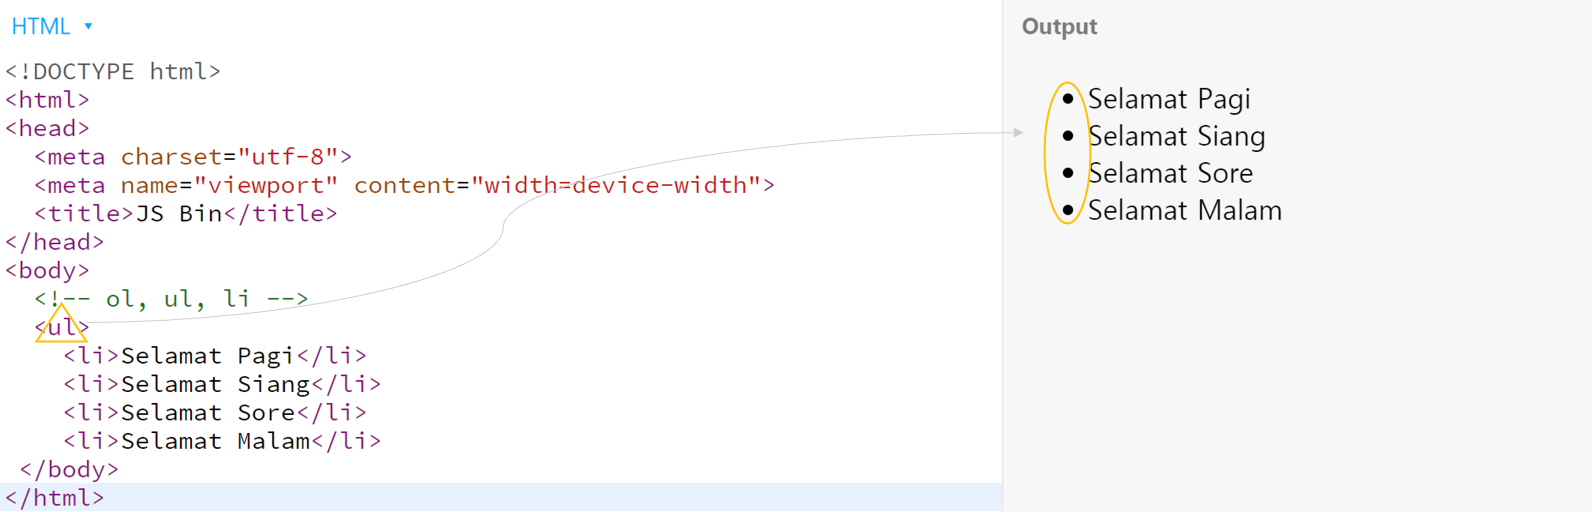 HTML
<!DOCTYPE html>
<html>
<head>
<meta charset="utf-8">
<meta name="viewport" content="width=device-width">
<title>JS Bin</title>
</head>
<body>
<!-- ol, ul, li -->
<ul>
<li>Selamat Pagi</li>
<li>Selamat Siang</li>
<li>Selamat Sore</li>
<li>Selamat Malam</li>
</body>
</html>
Output
• Selamat Pagi
• Selamat Siang
• Selamat Sore
• Selamat Malam